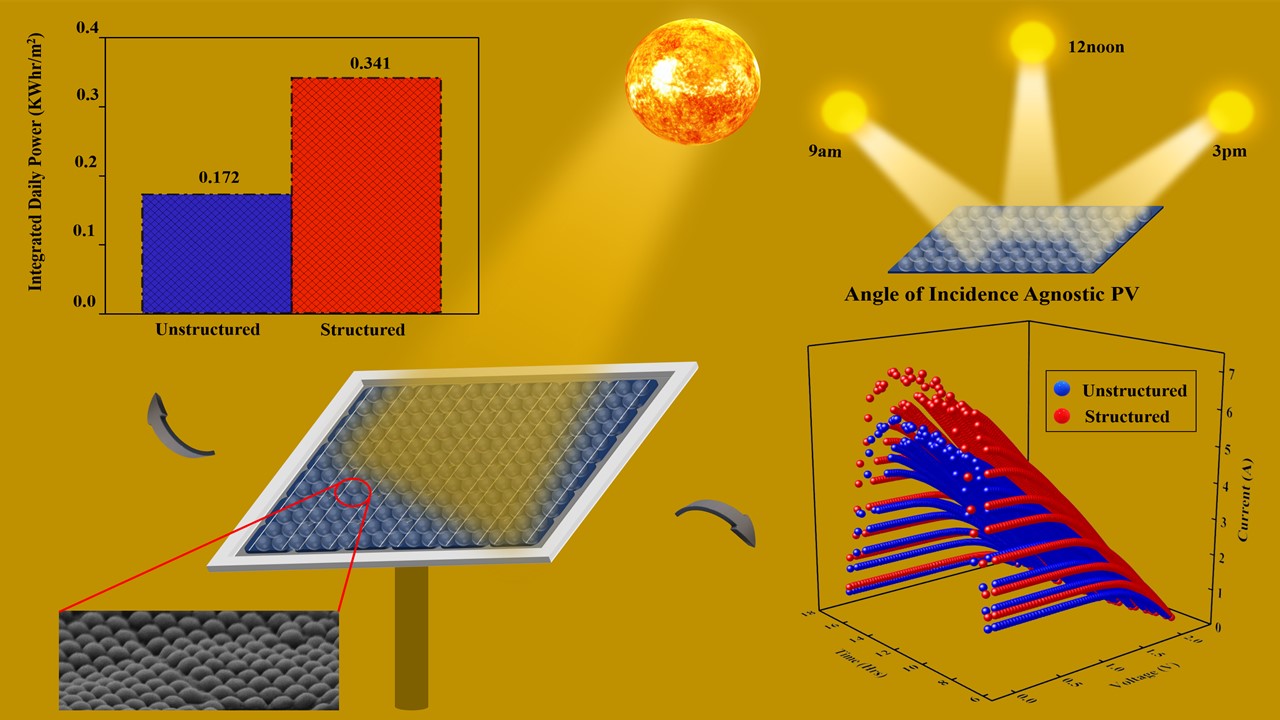 Integrated Daily Power (KWhr/m²)
0.4
0.3
0.2
0.1
0.0
0.172
0.341
Unstructured
Structured
12noon
9am
3pm
Angle of Incidence Agnostic PV
Unstructured
Structured
7
6
5
4
3
2
1
0
Current (A)
18
16
14
12
10
8
6
Time (Hrs)
0.0
0.5
1.0
1.5
2.0
Voltage (V)